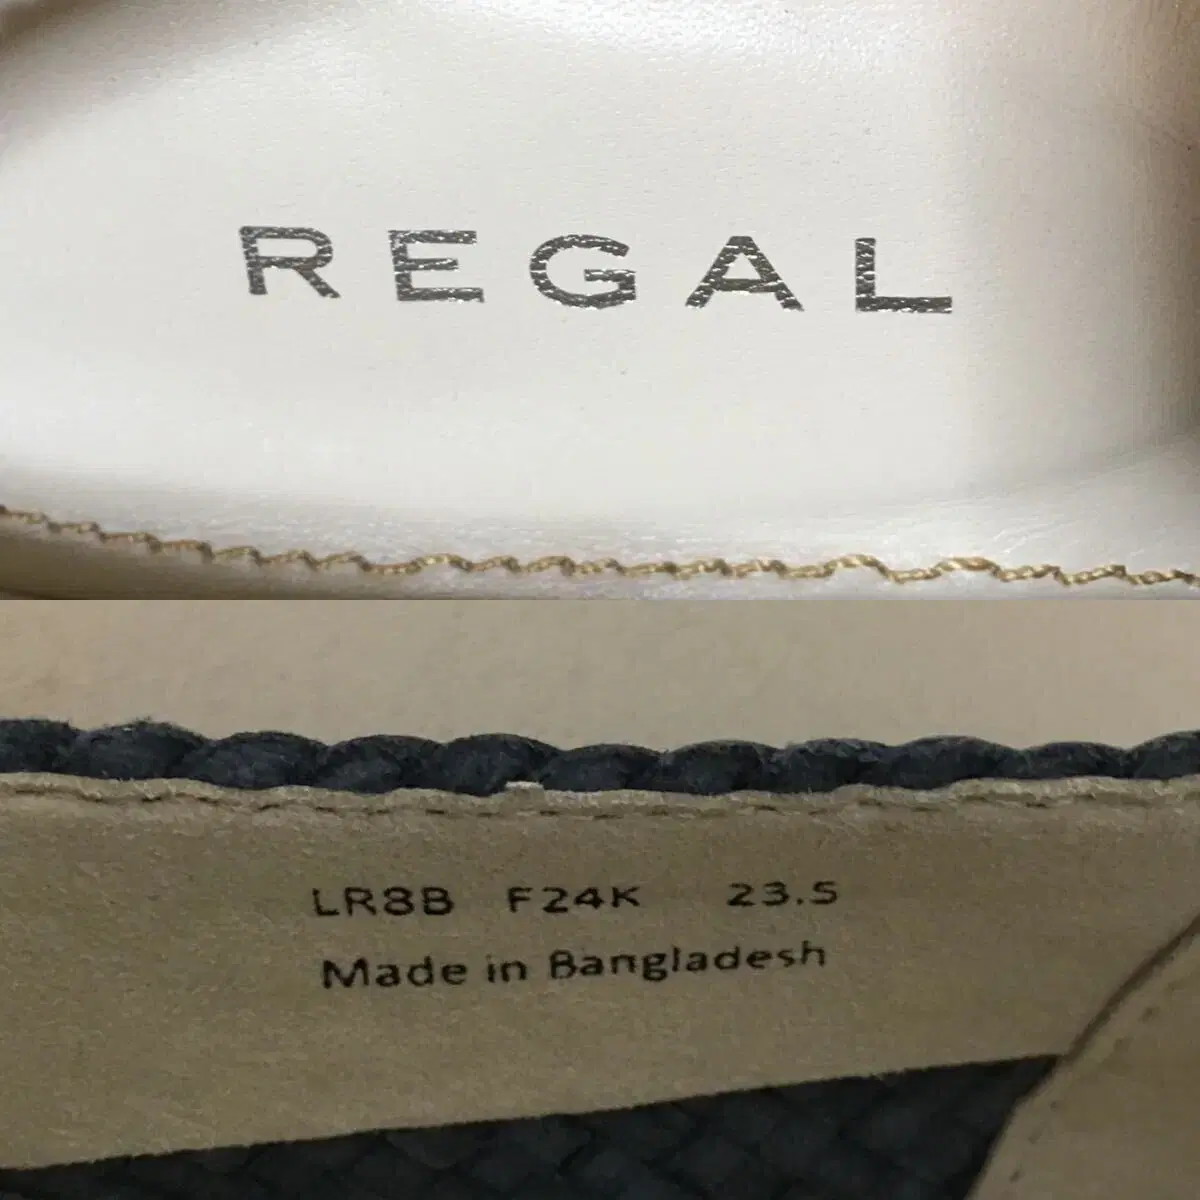 REGAL
LR8B F24K 23.5
Made in Bangladesh